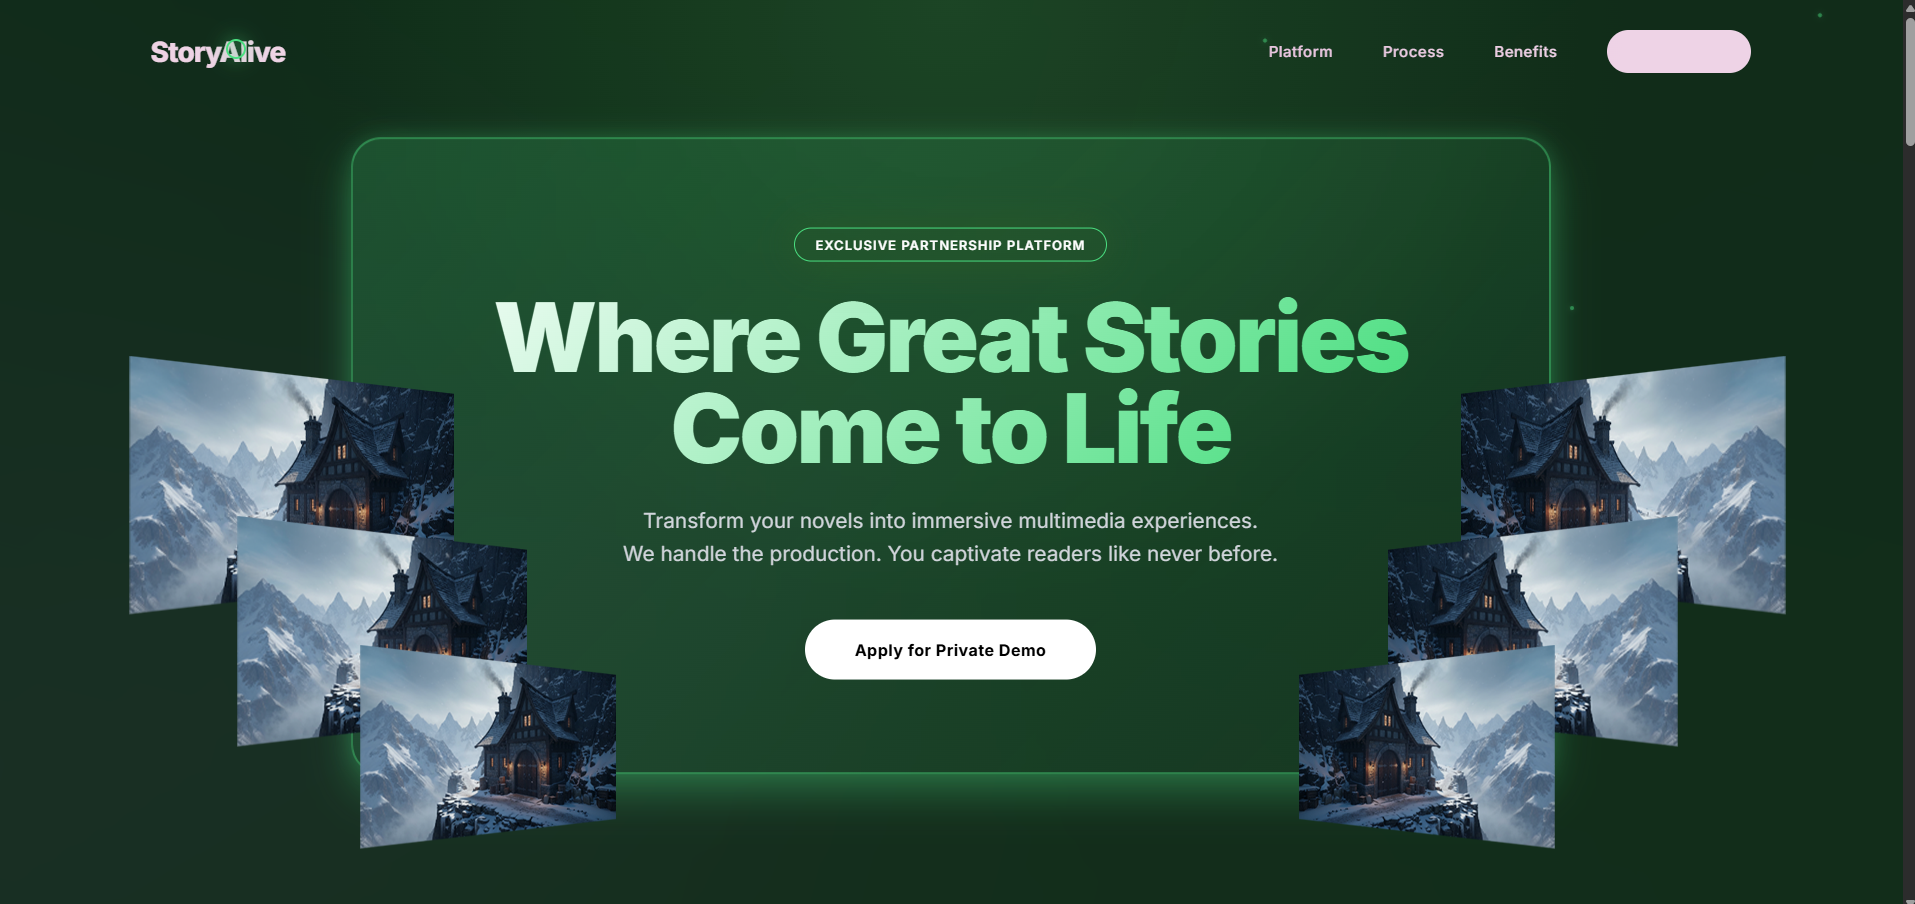 StoryAlive
Platform
Process
Benefits
EXCLUSIVE PARTNERSHIP PLATFORM
Where Great Stories
Come to Life
Transform your novels into immersive multimedia experiences.
We handle the production. You captivate readers like never before.
Apply for Private Demo